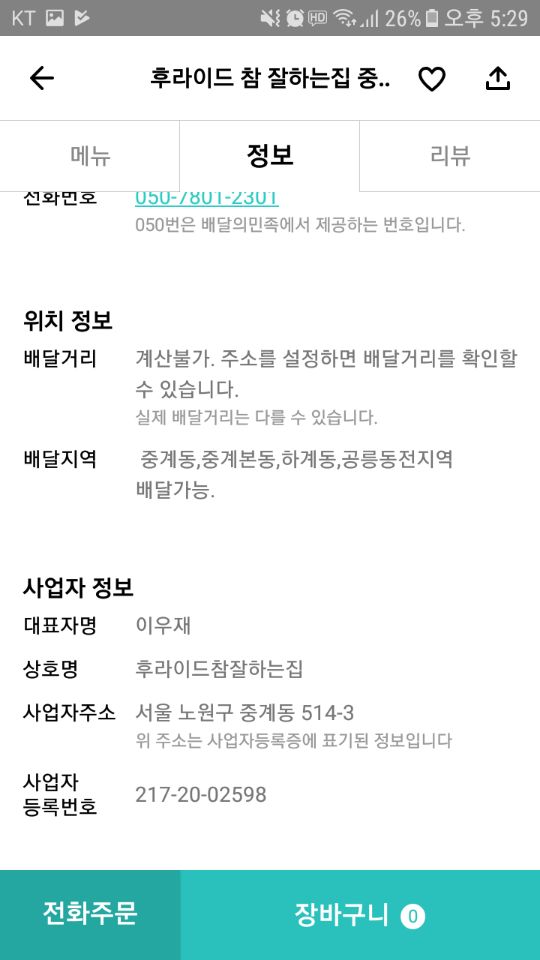 KT HD 26% 오후 5:29
후라이드 참 잘하는집 중..
메뉴 정보 리뷰
전화번호 050-7801-2301
050번은 배달의민족에서 제공하는 번호입니다.
위치 정보
배달거리 계산불가. 주소를 설정하면 배달거리를 확인할
수 있습니다.
실제 배달거리는 다를 수 있습니다.
배달지역 중계동,중계본동,하계동,공릉동전지역
배달가능.
사업자 정보
대표자명 이우재
상호명 후라이드참잘하는집
사업자주소 서울 노원구 중계동 514-3
위 주소는 사업자등록증에 표기된 정보입니다
사업자
등록번호 217-20-02598
전화주문 장바구니 0